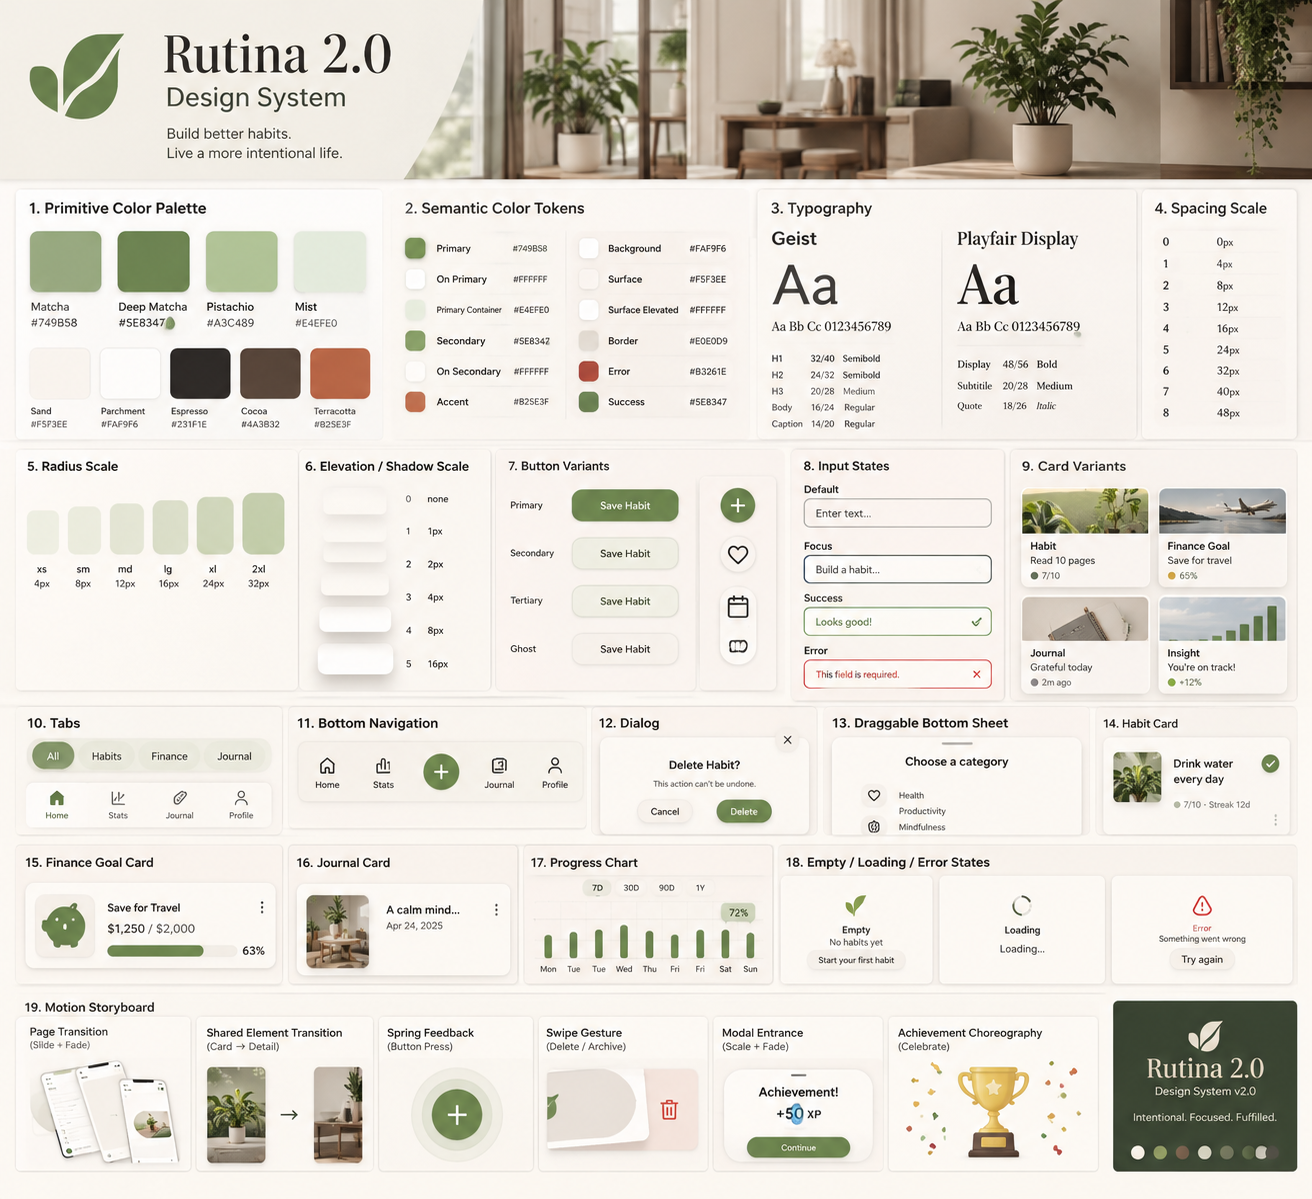 Rutina 2.0
Design System
Build better habits.
Live a more intentional life.
1. Primitive Color Palette
Matcha
#749B58
Deep Matcha
#5E8347
Pistachio
#A3C489
Mist
#E4EFE0
Sand
#F5F3EE
Parchment
#FAF9F6
Espresso
#231F1E
Cocoa
#4A3B32
Terracotta
#B25E3F
2. Semantic Color Tokens
Primary #749B58
On Primary #FFFFFF
Primary Container #E4EFE0
Secondary #5E8347
On Secondary #FFFFFF
Accent #B25E3F
Background #FAF9F6
Surface #F5F3EE
Surface Elevated #FFFFFF
Border #E0E0D9
Error #B3261E
Success #5E8347
3. Typography
Geist
Aa
Aa Bb Cc 0123456789
H1 32/40 Semibold
H2 24/32 Semibold
H3 20/28 Medium
Body 16/24 Regular
Caption 14/20 Regular
Playfair Display
Aa
Aa Bb Cc 0123456789
Display 48/56 Bold
Subtitle 20/28 Medium
Quote 18/26 Italic
4. Spacing Scale
0 0px
1 4px
2 8px
3 12px
4 16px
5 24px
6 32px
7 40px
8 48px
5. Radius Scale
xs sm md lg xl 2xl
4px 8px 12px 16px 24px 32px
6. Elevation / Shadow Scale
0 none
1 1px
2 2px
3 4px
4 8px
5 16px
7. Button Variants
Primary Save Habit
Secondary Save Habit
Tertiary Save Habit
Ghost Save Habit
8. Input States
Default
Enter text...
Focus
Build a habit...
Success
Looks good!
Error
This field is required.
9. Card Variants
Habit
Read 10 pages
7/10
Finance Goal
Save for travel
65%
Journal
Grateful today
2m ago
Insight
You're on track!
+12%
10. Tabs
All Habits Finance Journal
Home Stats Journal Profile
11. Bottom Navigation
Home Stats Journal Profile
12. Dialog
Delete Habit?
This action can't be undone.
Cancel Delete
13. Draggable Bottom Sheet
Choose a category
Health
Productivity
Mindfulness
14. Habit Card
Drink water
every day
7/10 · Streak 12d
15. Finance Goal Card
Save for Travel
$1,250 / $2,000
63%
16. Journal Card
A calm mind...
Apr 24, 2025
17. Progress Chart
7D 30D 90D 1Y
72%
Mon Tue Tue Wed Thu Fri Fri Sat Sun
18. Empty / Loading / Error States
Empty
No habits yet
Start your first habit
Loading
Loading...
Error
Something went wrong
Try again
19. Motion Storyboard
Page Transition
(Slide + Fade)
Shared Element Transition
(Card → Detail)
Spring Feedback
(Button Press)
Swipe Gesture
(Delete / Archive)
Modal Entrance
(Scale + Fade)
Achievement!
+50 XP
Continue
Achievement Choreography
(Celebrate)
Rutina 2.0
Design System v2.0
Intentional. Focused. Fulfilled.